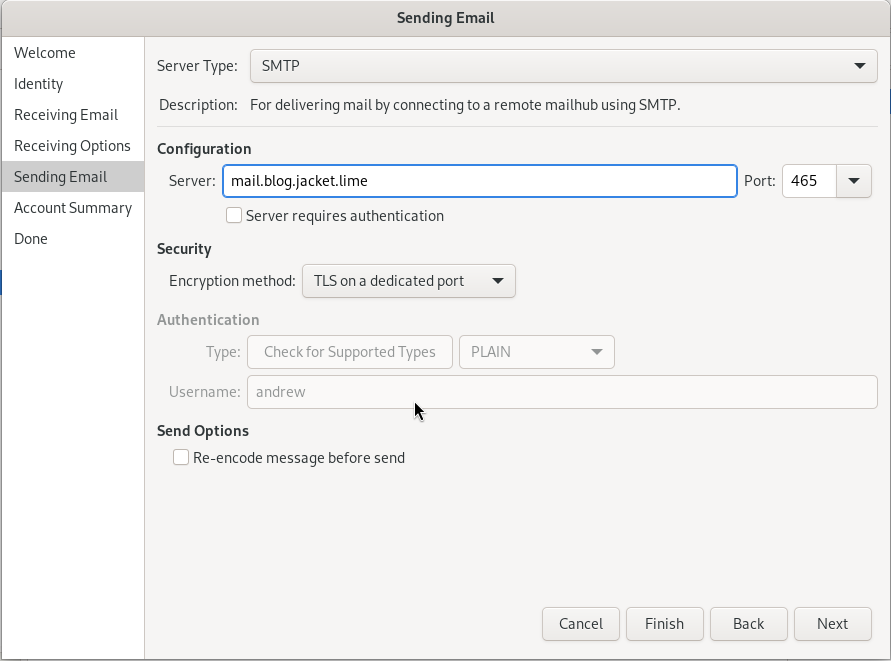 Sending Email
Welcome
Identity
Receiving Email
Receiving Options
Sending Email
Account Summary
Done
Server Type: SMTP
Description: For delivering mail by connecting to a remote mailhub using SMTP.
Configuration
Server: mail.blog.jacket.lime Port: 465
Server requires authentication
Security
Encryption method: TLS on a dedicated port
Authentication
Type: Check for Supported Types PLAIN
Username: andrew
Send Options
Re-encode message before send
Cancel Finish Back Next